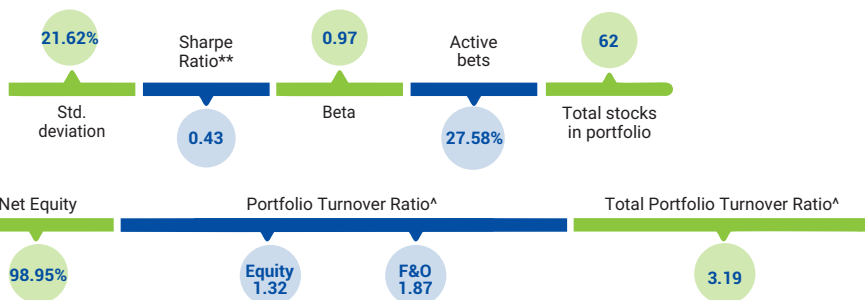 21.62%
Std.
deviation
Sharpe
Ratio**
0.43
0.97
Beta
Active
bets
27.58%
62
Total stocks
in portfolio
Net Equity
98.95%
Portfolio Turnover Ratio^
Equity
1.32
F&O
1.87
Total Portfolio Turnover Ratio^
3.19